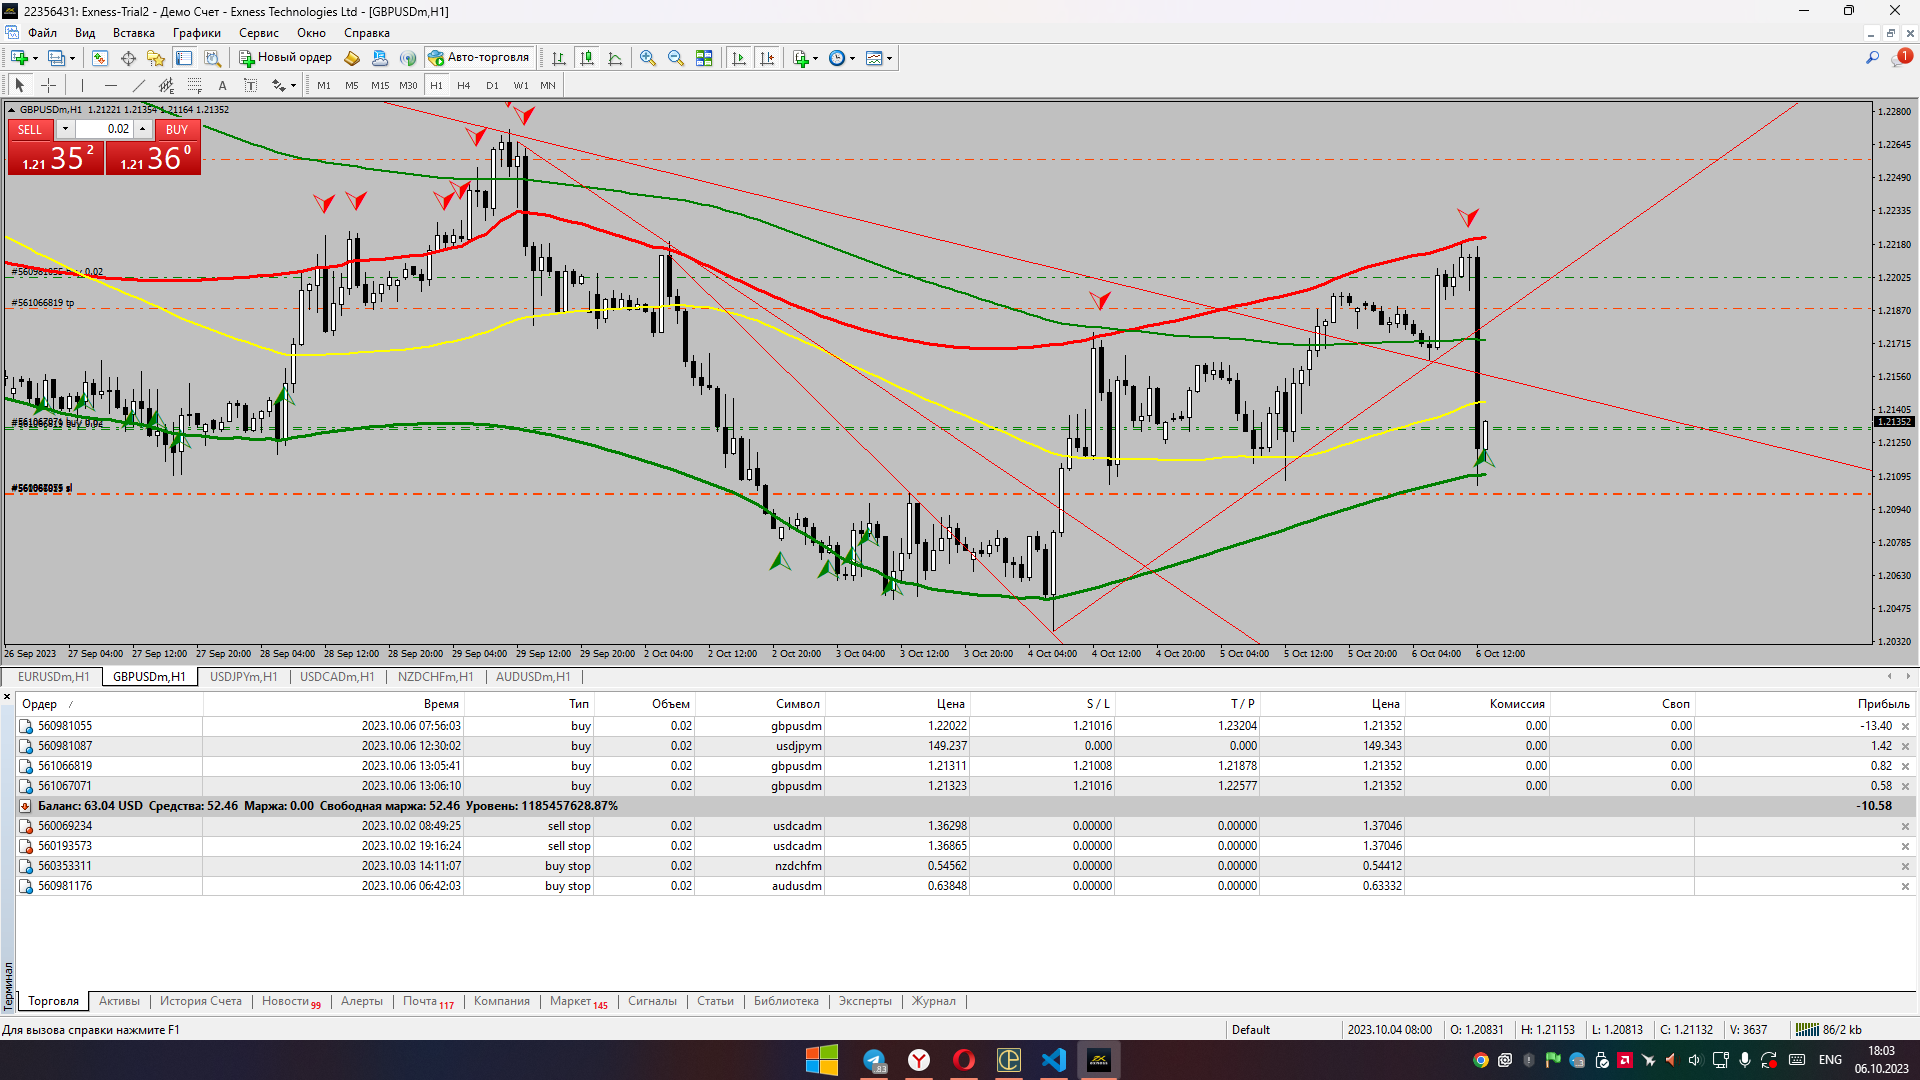 22356431: Exness-Trial2 - Демо Счет - Exness Technologies Ltd - [GBPUSDm,H1]
Файл Вид Вставка Графики Сервис Окно Справка
Новый ордер Авто-торговля 1
A T M1 M5 M15 M30 H1 H4 D1 W1 MN
GBPUSDm,H1 1.21221 1.21354 1.21164 1.21352
SELL 0.02 BUY
1.21 35 2 1.21 36 0
#560981055 buy 0.02
#561066819 tp
1.22800
1.22645
1.22490
1.22335
1.22180
1.22025
1.21870
1.21715
1.21560
1.21405
1.21352
1.21250
1.21095
1.20940
1.20785
1.20630
1.20475
1.20320
26 Sep 2023 27 Sep 04:00 27 Sep 12:00 27 Sep 20:00 28 Sep 04:00 28 Sep 12:00 28 Sep 20:00 29 Sep 04:00 29 Sep 12:00 29 Sep 20:00 2 Oct 04:00 2 Oct 12:00 2 Oct 20:00 3 Oct 04:00 3 Oct 12:00 3 Oct 20:00 4 Oct 04:00 4 Oct 12:00 4 Oct 20:00 5 Oct 04:00 5 Oct 12:00 5 Oct 20:00 6 Oct 04:00 6 Oct 12:00
EURUSDm,H1 GBPUSDm,H1 USDJPYm,H1 USDCADm,H1 NZDCHFm,H1 AUDUSDm,H1
Ордер / Время Тип Объем Символ Цена S / L T / P Цена Комиссия Своп Прибыль
560981055 2023.10.06 07:56:03 buy 0.02 gbpusdm 1.22022 1.21016 1.23204 1.21352 0.00 0.00 -13.40
560981087 2023.10.06 12:30:02 buy 0.02 usdjpym 149.237 0.000 0.000 149.343 0.00 0.00 1.42
561066819 2023.10.06 13:05:41 buy 0.02 gbpusdm 1.21311 1.21008 1.21878 1.21352 0.00 0.00 0.82
561067071 2023.10.06 13:06:10 buy 0.02 gbpusdm 1.21323 1.21016 1.22577 1.21352 0.00 0.00 0.58
Баланс: 63.04 USD Средства: 52.46 Маржа: 0.00 Свободная маржа: 52.46 Уровень: 1185457628.87% -10.58
560069234 2023.10.02 08:49:25 sell stop 0.02 usdcadm 1.36298 0.00000 0.00000 1.37046
560193573 2023.10.02 19:16:24 sell stop 0.02 usdcadm 1.36865 0.00000 0.00000 1.37046
560353311 2023.10.03 14:11:07 buy stop 0.02 nzdchfm 0.54562 0.00000 0.00000 0.54412
560981176 2023.10.06 06:42:03 buy stop 0.02 audusdm 0.63848 0.00000 0.00000 0.63332
Терминал
Торговля Активы История Счета Новости 99 Алерты Почта 117 Компания Маркет 145 Сигналы Статьи Библиотека Эксперты Журнал
Для вызова справки нажмите F1 Default 2023.10.04 08:00 O: 1.20831 H: 1.21153 L: 1.20813 C: 1.21132 V: 3637 86/2 kb
83 ENG 18:03
06.10.2023